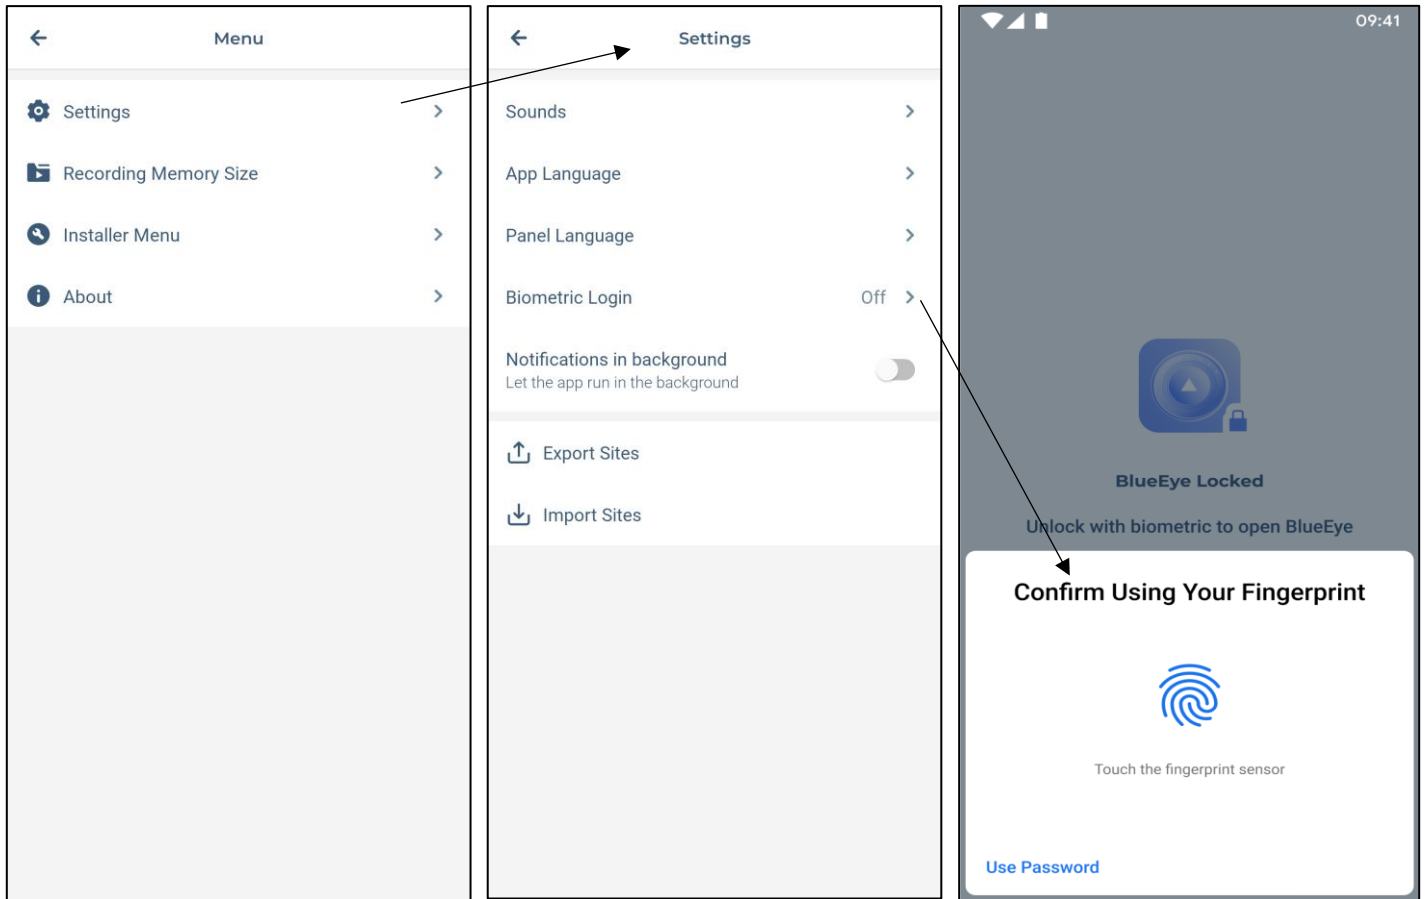 Menu
Settings
Recording Memory Size
Installer Menu
About
Settings
Sounds
App Language
Panel Language
Biometric Login Off
Notifications in background
Let the app run in the background
Export Sites
Import Sites
09:41
BlueEye Locked
Unlock with biometric to open BlueEye
Confirm Using Your Fingerprint
Touch the fingerprint sensor
Use Password